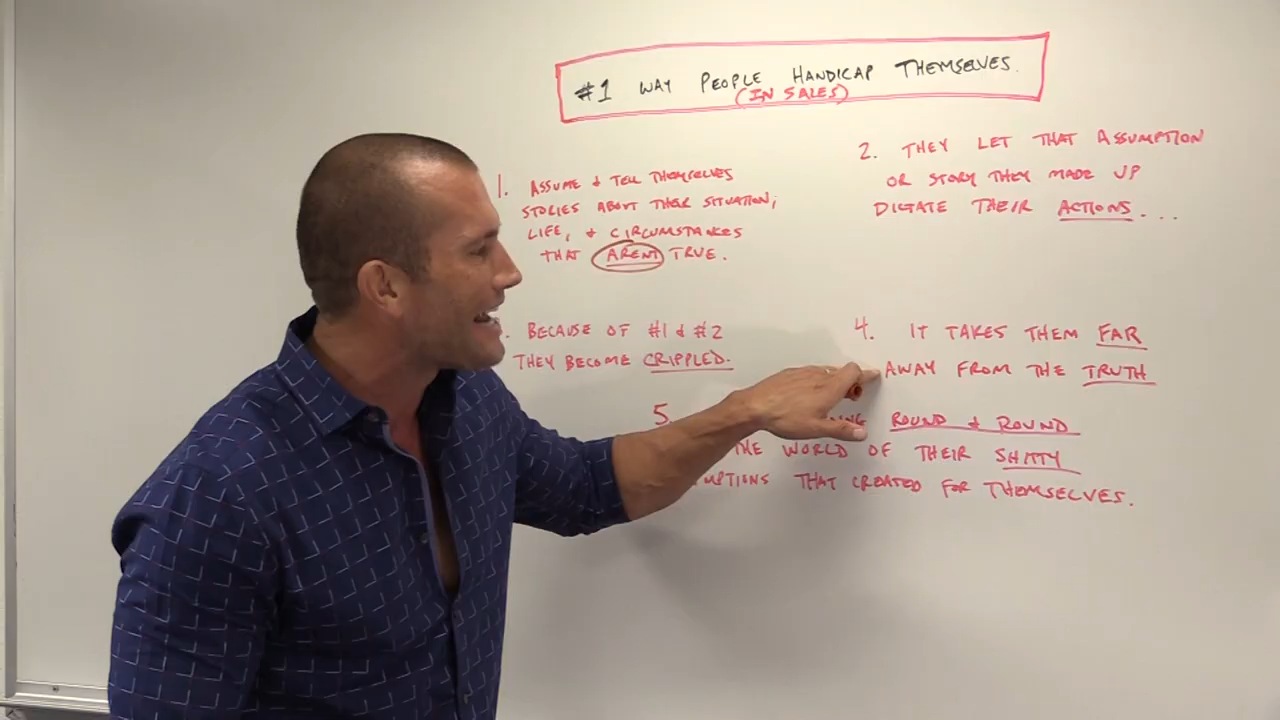 #1 WAY PEOPLE HANDICAP THEMSELVES.
(IN SALES)
1. ASSUME & TELL THEMSELVES
STORIES ABOUT THEIR SITUATION,
LIFE, & CIRCUMSTANCES
THAT ARENT TRUE.
2. THEY LET THAT ASSUMPTION
OR STORY THEY MADE UP
DICTATE THEIR ACTIONS...
. BECAUSE OF #1 & #2
THEY BECOME CRIPPLED.
4. IT TAKES THEM FAR
AWAY FROM THE TRUTH
5. ROUND & ROUND
THE WORLD OF THEIR SHITTY
THAT CREATED FOR THEMSELVES.